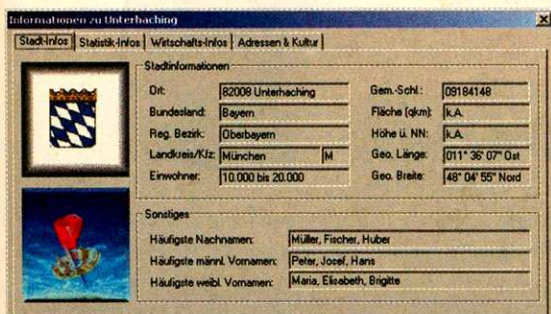 Informationen zu Unterhaching
Stadt-Infos Statistik-Infos Wirtschafts-Infos Adressen & Kultur
Stadtinformationen
Ort: 82008 Unterhaching Gem.-Schl.: 09184148
Bundesland: Bayern Fläche (qkm): k.A.
Reg. Bezirk: Oberbayern Höhe ü. NN: k.A.
Landkreis/Kfz: München M Geo. Länge: 011° 36' 07" Ost
Einwohner: 10.000 bis 20.000 Geo. Breite: 48° 04' 55" Nord
Sonstiges
Häufigste Nachnamen: Müller, Fischer, Huber
Häufigste männl. Vornamen: Peter, Josef, Hans
Häufigste weibl. Vornamen: Maria, Elisabeth, Brigitte